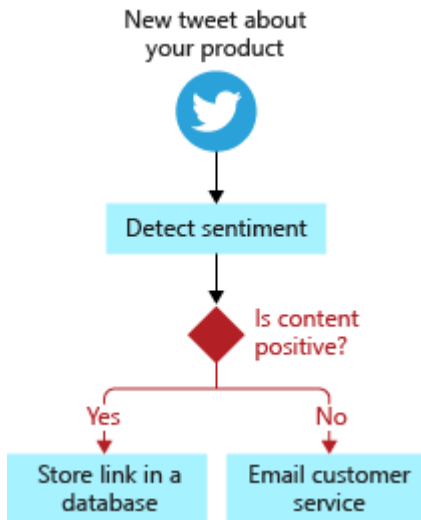 New tweet about
your product
Detect sentiment
Is content
positive?
Yes
No
Store link in a
database
Email customer
service